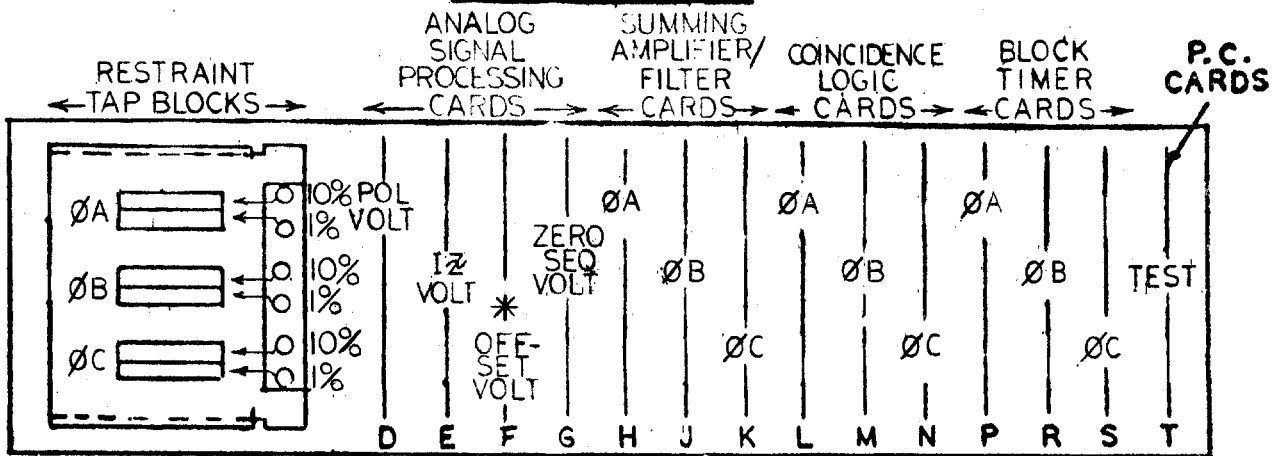 RESTRAINT
TAP BLOCKS
ANALOG
SIGNAL
PROCESSING
CARDS
SUMMING
AMPLIFIER/
FILTER
CARDS
COINCIDENCE
LOGIC
CARDS
BLOCK
TIMER
CARDS
P.C.
CARDS
ØA
10%
1%
ØB
10%
1%
ØC
10%
1%
POL
VOLT
IZ
VOLT
*
OFF-
SET
VOLT
ZERO
SEQ
VOLT*
ØA
ØB
ØC
ØA
ØB
ØC
ØA
ØB
ØC
TEST
D E F G H J K L M N P R S T